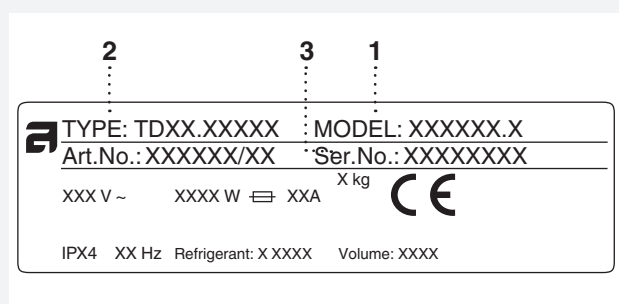 2 3 1
TYPE: TDXX.XXXXX MODEL: XXXXXX.X
Art.No.: XXXXXX/XX Ser.No.: XXXXXXXX
X kg
XXX V ~ XXXX W XXA CE
IPX4 XX Hz Refrigerant: X XXXX Volume: XXXX